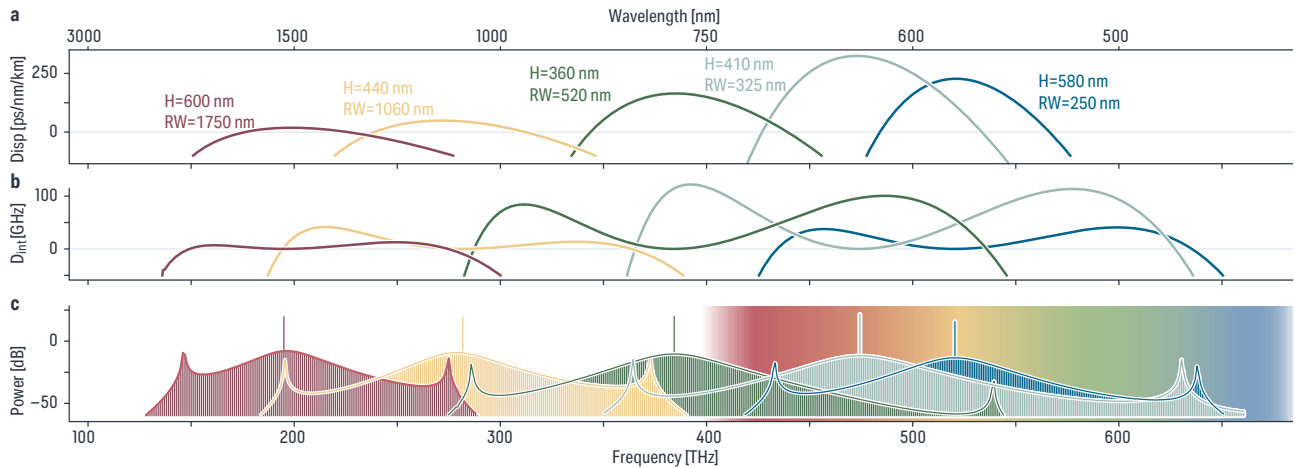 a
Wavelength [nm]
3000 1500 1000 750 600 500
Disp [ps/nm/km]
250
0
H=600 nm
RW=1750 nm
H=440 nm
RW=1060 nm
H=360 nm
RW=520 nm
H=410 nm
RW=325 nm
H=580 nm
RW=250 nm
b
Dint[GHz]
100
0
c
Power [dB]
0
−50
100 200 300 400 500 600
Frequency [THz]